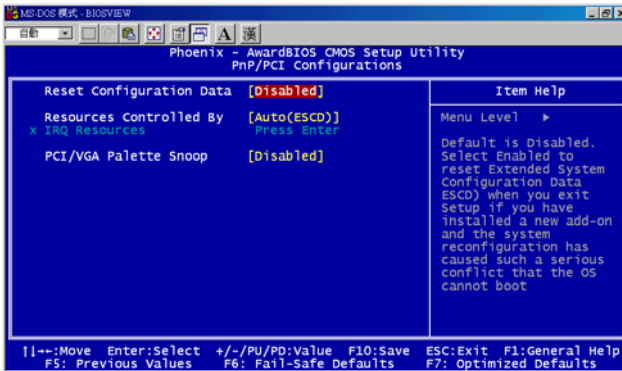 MS-DOS 模式 - BIOSVIEW
自動
A 漢
Phoenix - AwardBIOS CMOS Setup Utility
PnP/PCI Configurations
Reset Configuration Data [Disabled]
Item Help
Resources Controlled By [Auto(ESCD)]
x IRQ Resources Press Enter
PCI/VGA Palette Snoop [Disabled]
Menu Level ►
Default is Disabled.
Select Enabled to
reset Extended System
Configuration Data
ESCD) when you exit
Setup if you have
installed a new add-on
and the system
reconfiguration has
caused such a serious
conflict that the OS
cannot boot
↑↓→←:Move Enter:Select +/-/PU/PD:Value F10:Save ESC:Exit F1:General Help
F5: Previous Values F6: Fail-Safe Defaults F7: Optimized Defaults